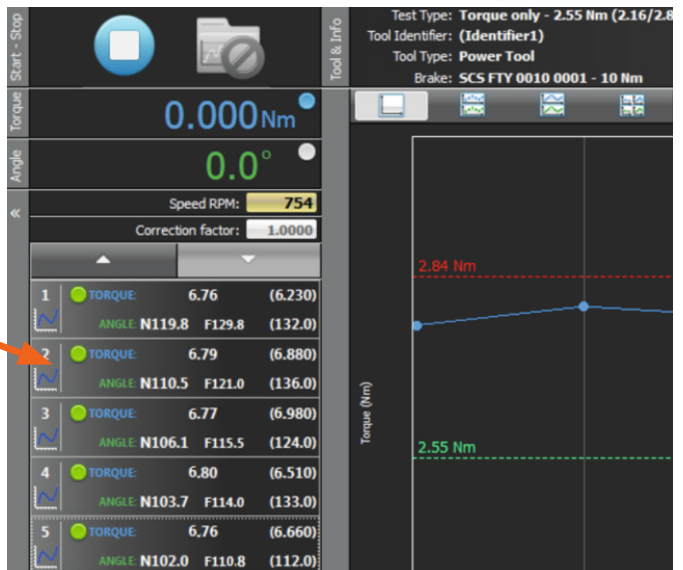 Start - Stop
Tool & Info
Test Type: Torque only - 2.55 Nm (2.16/2.8
Tool Identifier: (Identifier1)
Tool Type: Power Tool
Brake: SCS FTY 0010 0001 - 10 Nm
Torque
0.000 Nm
Angle
0.0°
«
Speed RPM: 754
Correction factor: 1.0000
1 TORQUE: 6.76 (6.230)
ANGLE: N119.8 F129.8 (132.0)
2 TORQUE: 6.79 (6.880)
ANGLE: N110.5 F121.0 (136.0)
3 TORQUE: 6.77 (6.980)
ANGLE: N106.1 F115.5 (124.0)
4 TORQUE: 6.80 (6.510)
ANGLE: N103.7 F114.0 (133.0)
5 TORQUE: 6.76 (6.660)
ANGLE: N102.0 F110.8 (112.0)
Torque (Nm)
2.84 Nm
2.55 Nm